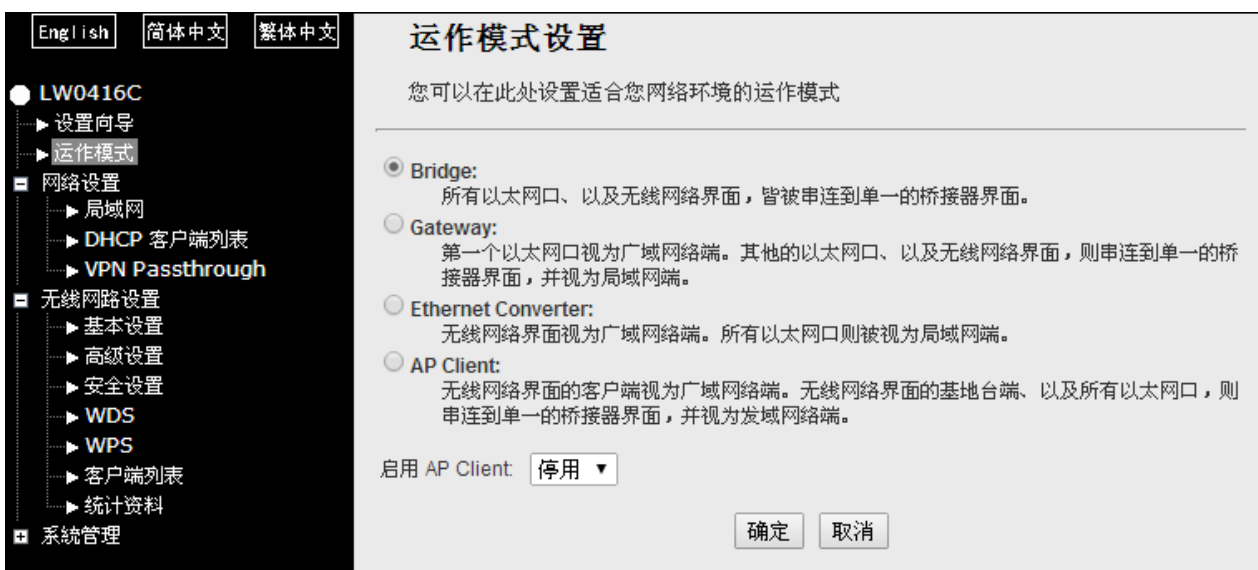 English 简体中文 繁体中文
LW0416C
设置向导
运作模式
网络设置
局域网
DHCP 客户端列表
VPN Passthrough
无线网路设置
基本设置
高级设置
安全设置
WDS
WPS
客户端列表
统计资料
系統管理
运作模式设置
您可以在此处设置适合您网络环境的运作模式
Bridge:
所有以太网口、以及无线网络界面，皆被串连到单一的桥接器界面。
Gateway:
第一个以太网口视为广域网络端。其他的以太网口、以及无线网络界面，则串连到单一的桥
接器界面，并视为局域网端。
Ethernet Converter:
无线网络界面视为广域网络端。所有以太网口则被视为局域网端。
AP Client:
无线网络界面的客户端视为广域网络端。无线网络界面的基地台端、以及所有以太网口，则
串连到单一的桥接器界面，并视为发域网络端。
启用 AP Client: 停用
确定 取消